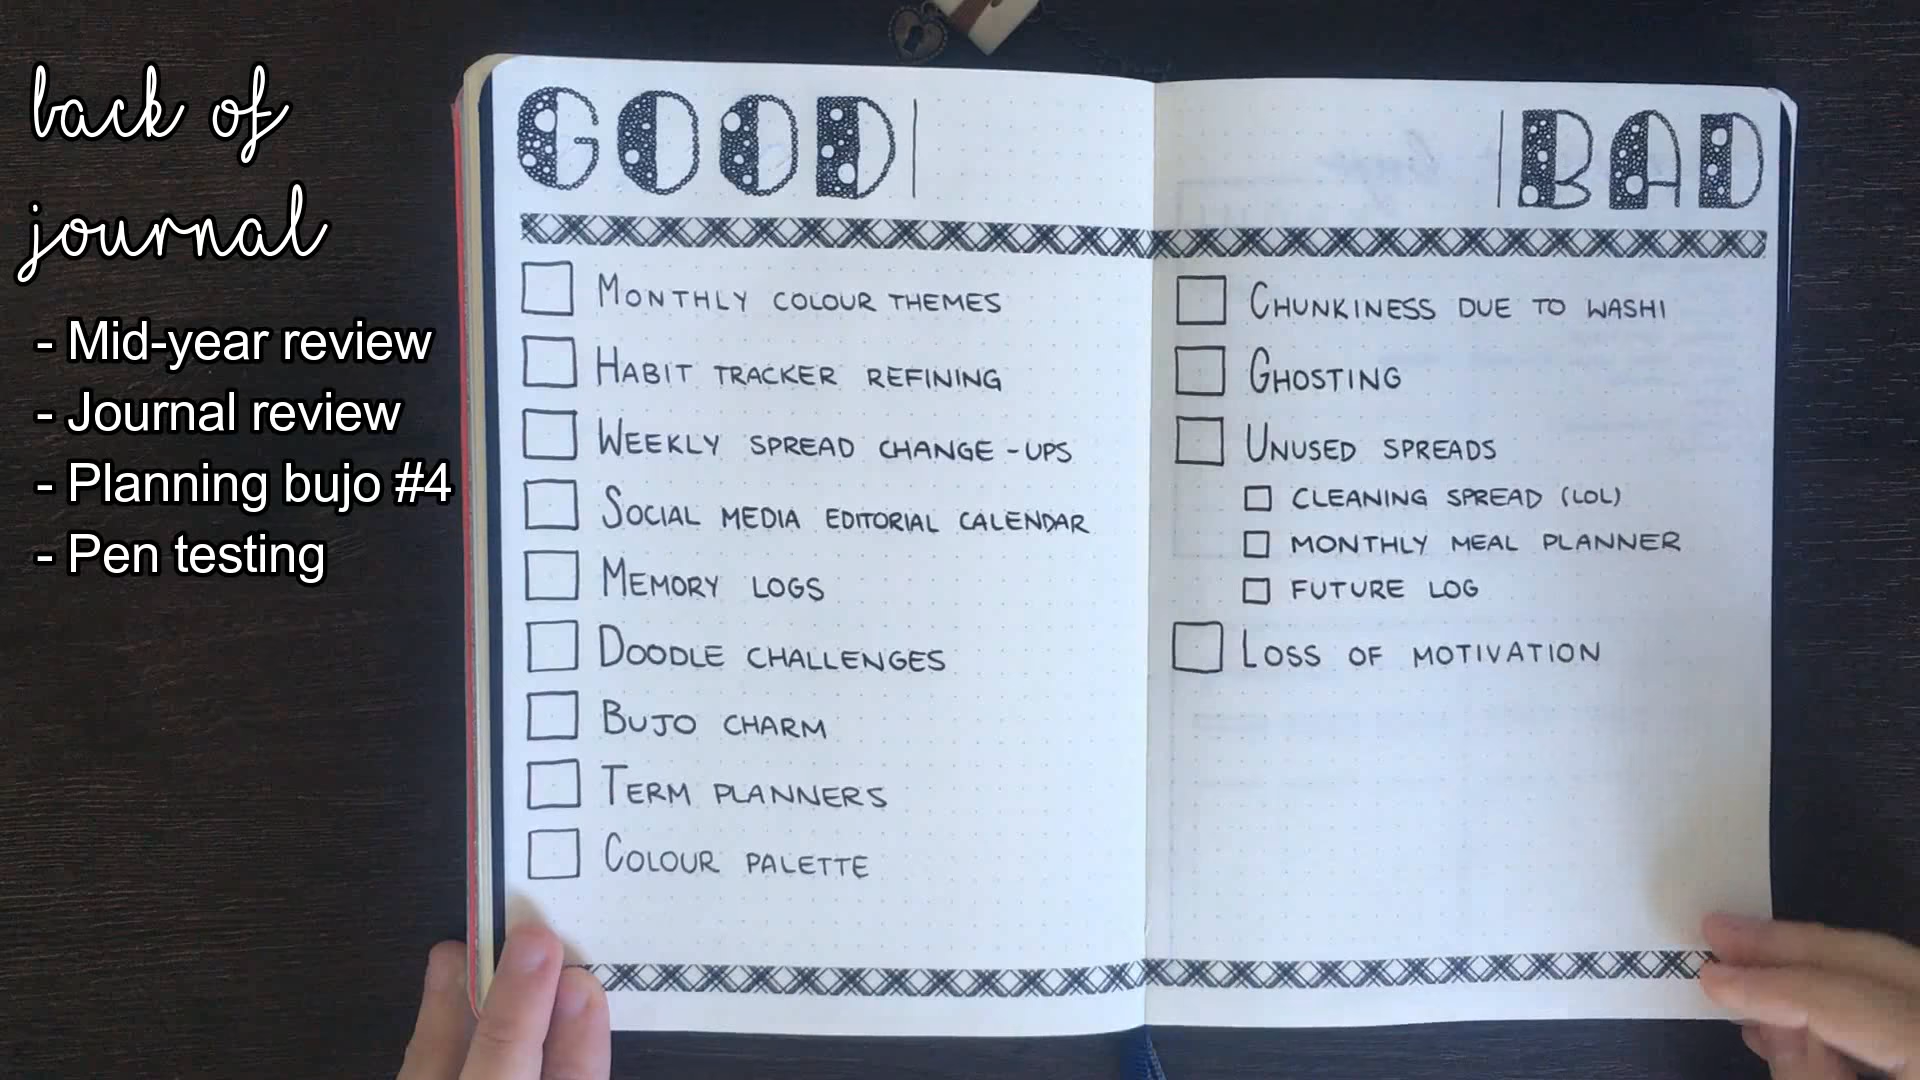 back of
journal
- Mid-year review
- Journal review
- Planning bujo #4
- Pen testing
GOOD
MONTHLY COLOUR THEMES
HABIT TRACKER REFINING
WEEKLY SPREAD CHANGE-UPS
SOCIAL MEDIA EDITORIAL CALENDAR
MEMORY LOGS
DOODLE CHALLENGES
BUJO CHARM
TERM PLANNERS
COLOUR PALETTE
BAD
CHUNKINESS DUE TO WASHI
GHOSTING
UNUSED SPREADS
CLEANING SPREAD (LOL)
MONTHLY MEAL PLANNER
FUTURE LOG
LOSS OF MOTIVATION